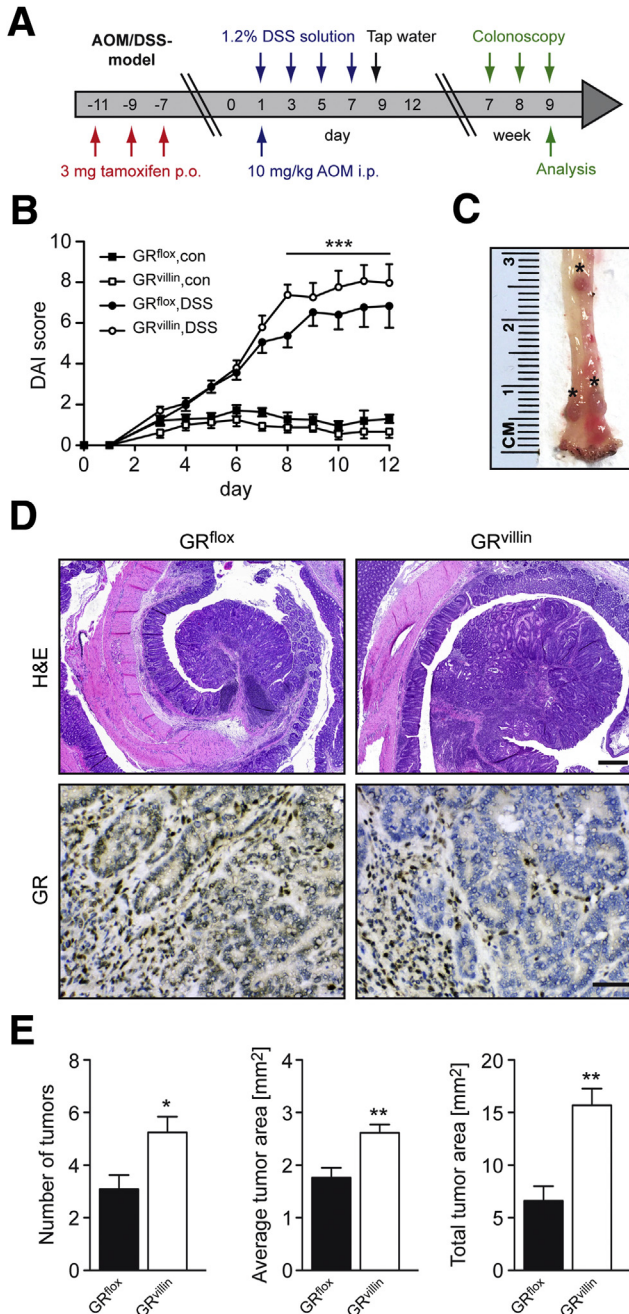 A
AOM/DSS-
model
1.2% DSS solution
Tap water
Colonoscopy
-11 -9 -7 0 1 3 5 7 9 12 7 8 9
day
week
3 mg tamoxifen p.o.
10 mg/kg AOM i.p.
Analysis
B
10
8
6
4
2
0
DAI score
GRflox,con
GRvillin,con
GRflox,DSS
GRvillin,DSS
***
0 2 4 6 8 10 12
day
C
3
2
1
CM
*
*
*
D
GRflox
GRvillin
H&E
GR
E
Number of tumors
8
6
4
2
0
*
GRflox
GRvillin
Average tumor area [mm2]
4
3
2
1
0
**
GRflox
GRvillin
Total tumor area [mm2]
20
15
10
5
0
**
GRflox
GRvillin